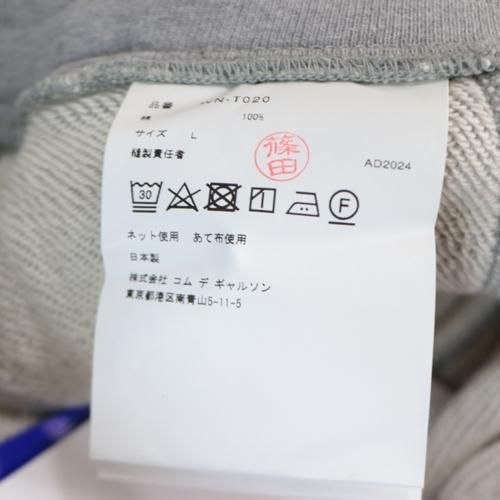 品番 N-T020
綿 100%
サイズ L
縫製責任者 篠田 AD2024
30 F
ネット使用 あて布使用
日本製
株式会社 コム デ ギャルソン
東京都港区南青山5-11-5